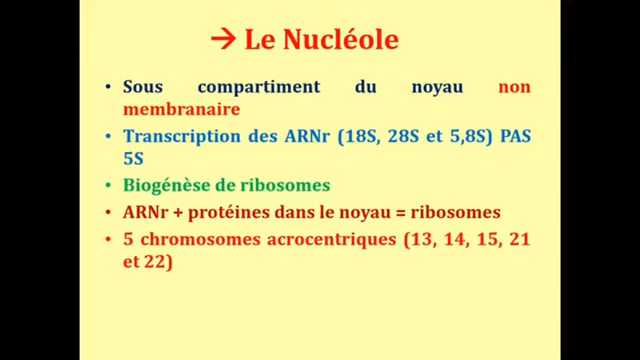 → Le Nucléole
• Sous compartiment du noyau non
membranaire
• Transcription des ARNr (18S, 28S et 5,8S) PAS
5S
• Biogénèse de ribosomes
• ARNr + protéines dans le noyau = ribosomes
• 5 chromosomes acrocentriques (13, 14, 15, 21
et 22)